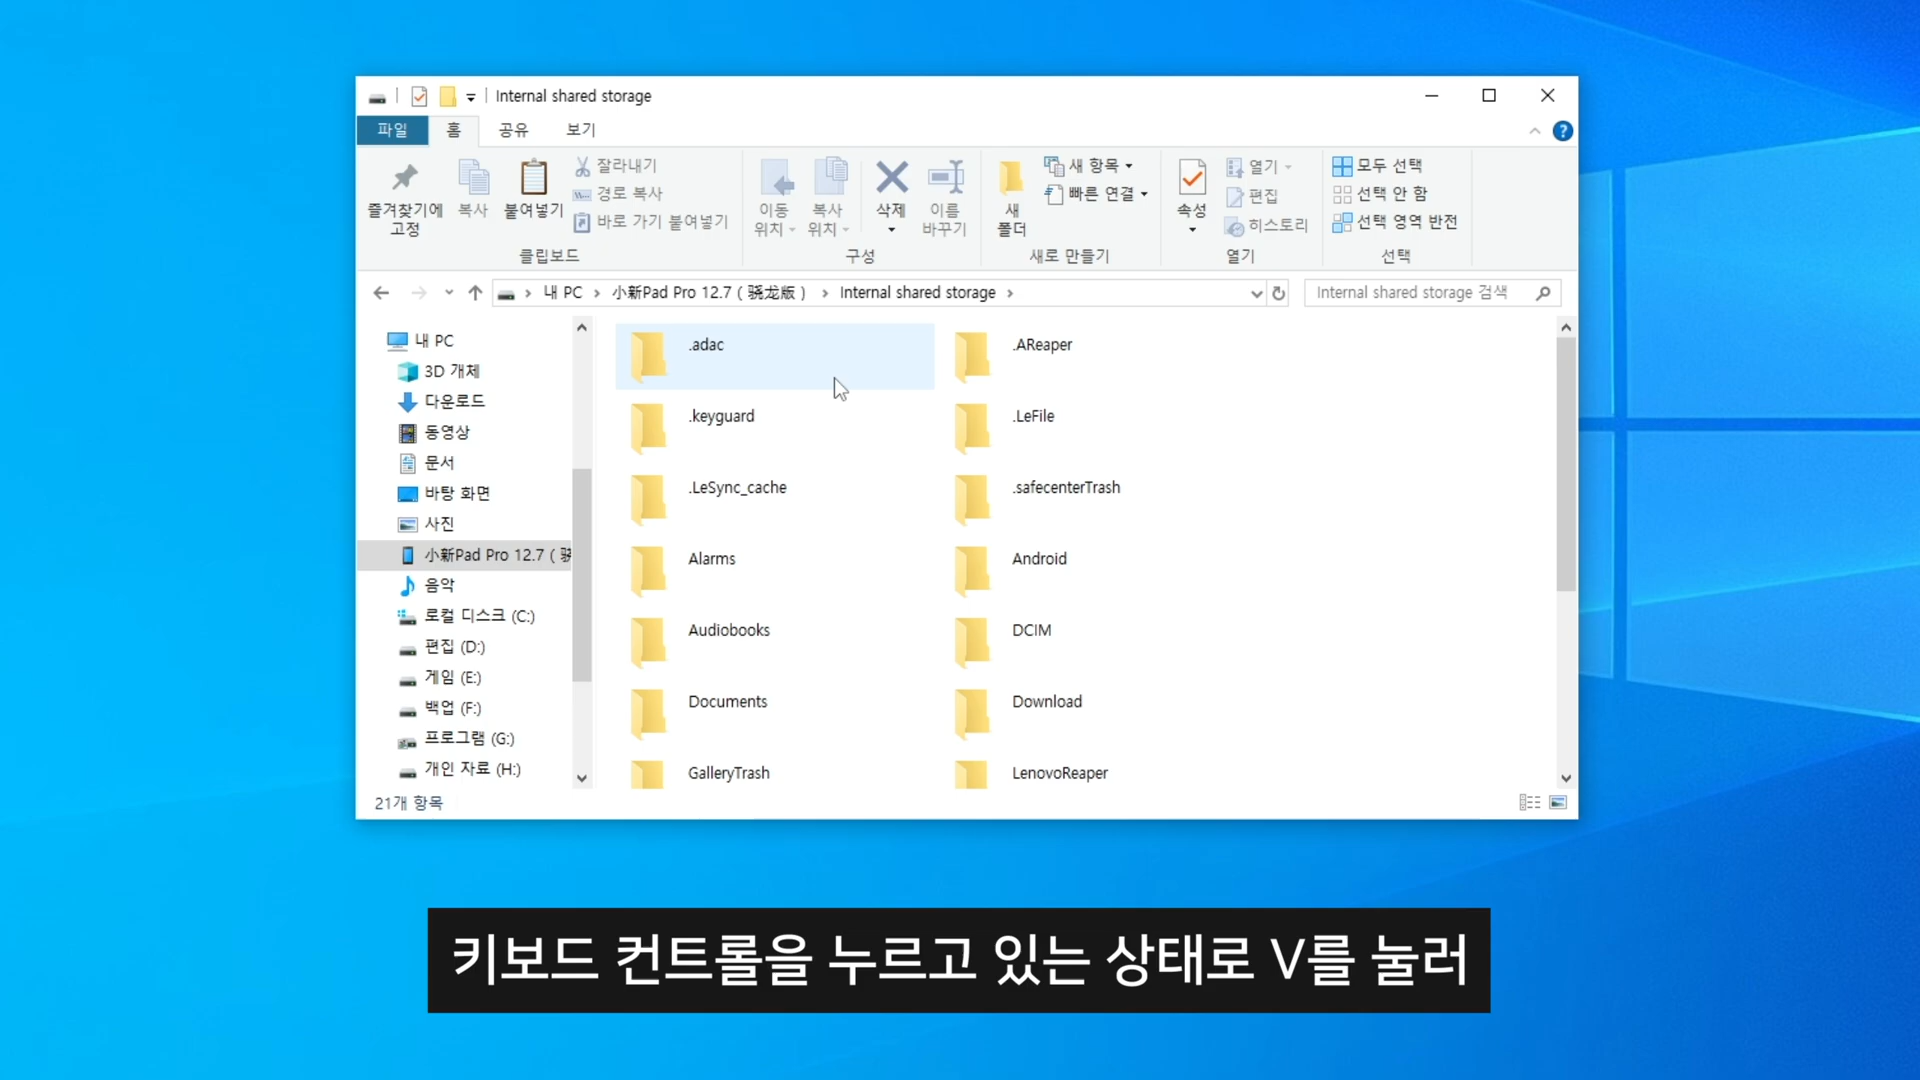 Internal shared storage
파일 홈 공유 보기
즐겨찾기에 고정
복사
붙여넣기
잘라내기
경로 복사
바로 가기 붙여넣기
클립보드
이동 위치
복사 위치
삭제
이름 바꾸기
구성
새 폴더
새 항목
빠른 연결
새로 만들기
속성
열기
편집
히스토리
열기
모두 선택
선택 안 함
선택 영역 반전
선택
내 PC > 小新Pad Pro 12.7 ( 骁龙版 ) > Internal shared storage >
Internal shared storage 검색
내 PC
3D 개체
다운로드
동영상
문서
바탕 화면
사진
小新Pad Pro 12.7 ( 骁
음악
로컬 디스크 (C:)
편집 (D:)
게임 (E:)
백업 (F:)
프로그램 (G:)
개인 자료 (H:)
.adac
.AReaper
.keyguard
.LeFile
.LeSync_cache
.safecenterTrash
Alarms
Android
Audiobooks
DCIM
Documents
Download
GalleryTrash
LenovoReaper
21개 항목
키보드 컨트롤을 누르고 있는 상태로 V를 눌러